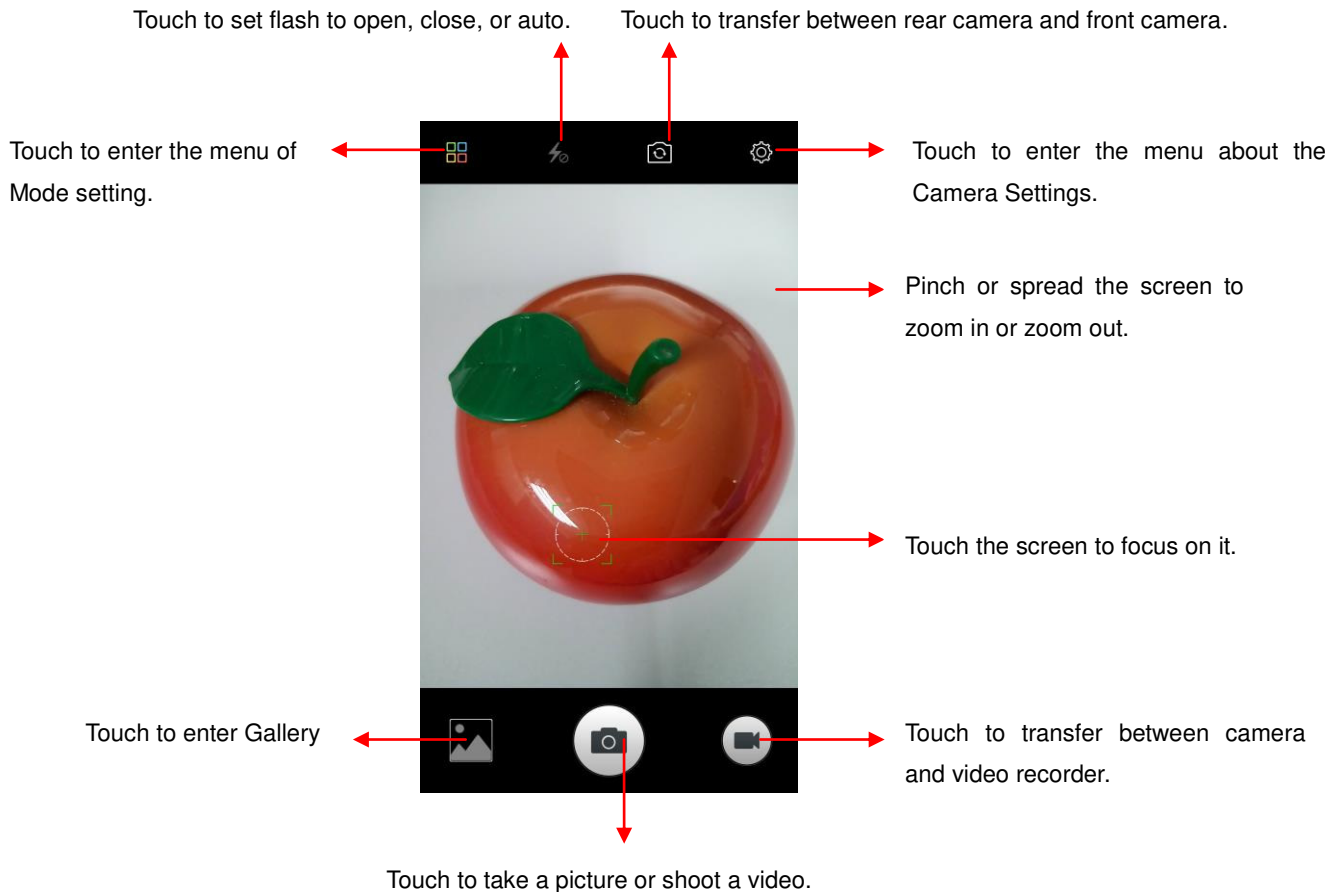 Touch to set flash to open, close, or auto.
Touch to transfer between rear camera and front camera.
Touch to enter the menu of
Mode setting.
Touch to enter the menu about the
Camera Settings.
Pinch or spread the screen to
zoom in or zoom out.
Touch the screen to focus on it.
Touch to enter Gallery
Touch to transfer between camera
and video recorder.
Touch to take a picture or shoot a video.